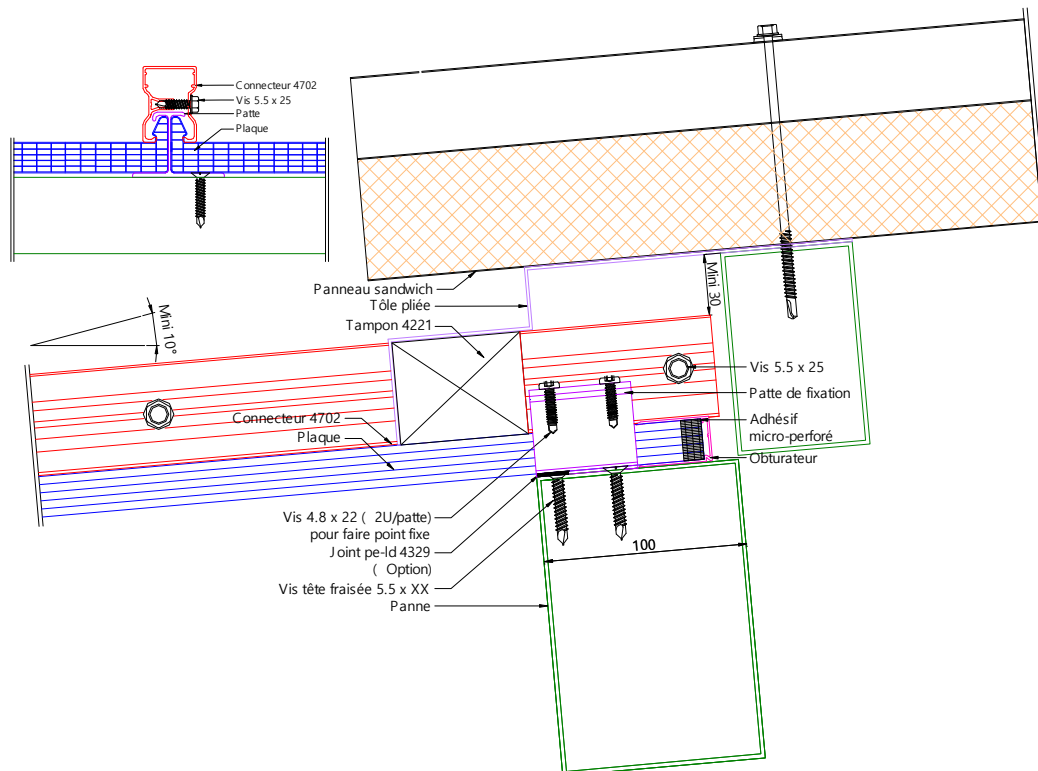 Connecteur 4702
Vis 5.5 x 25
Patte
Plaque
Panneau sandwich
Tôle pliée
Tampon 4221
Mini 30
Mini 10°
Vis 5.5 x 25
Patte de fixation
Connecteur 4702
Plaque
Adhésif
micro-perforé
Obturateur
Vis 4.8 x 22 ( 2U/patte)
pour faire point fixe
Joint pe-ld 4329
( Option)
Vis tête fraisée 5.5 x XX
Panne
100